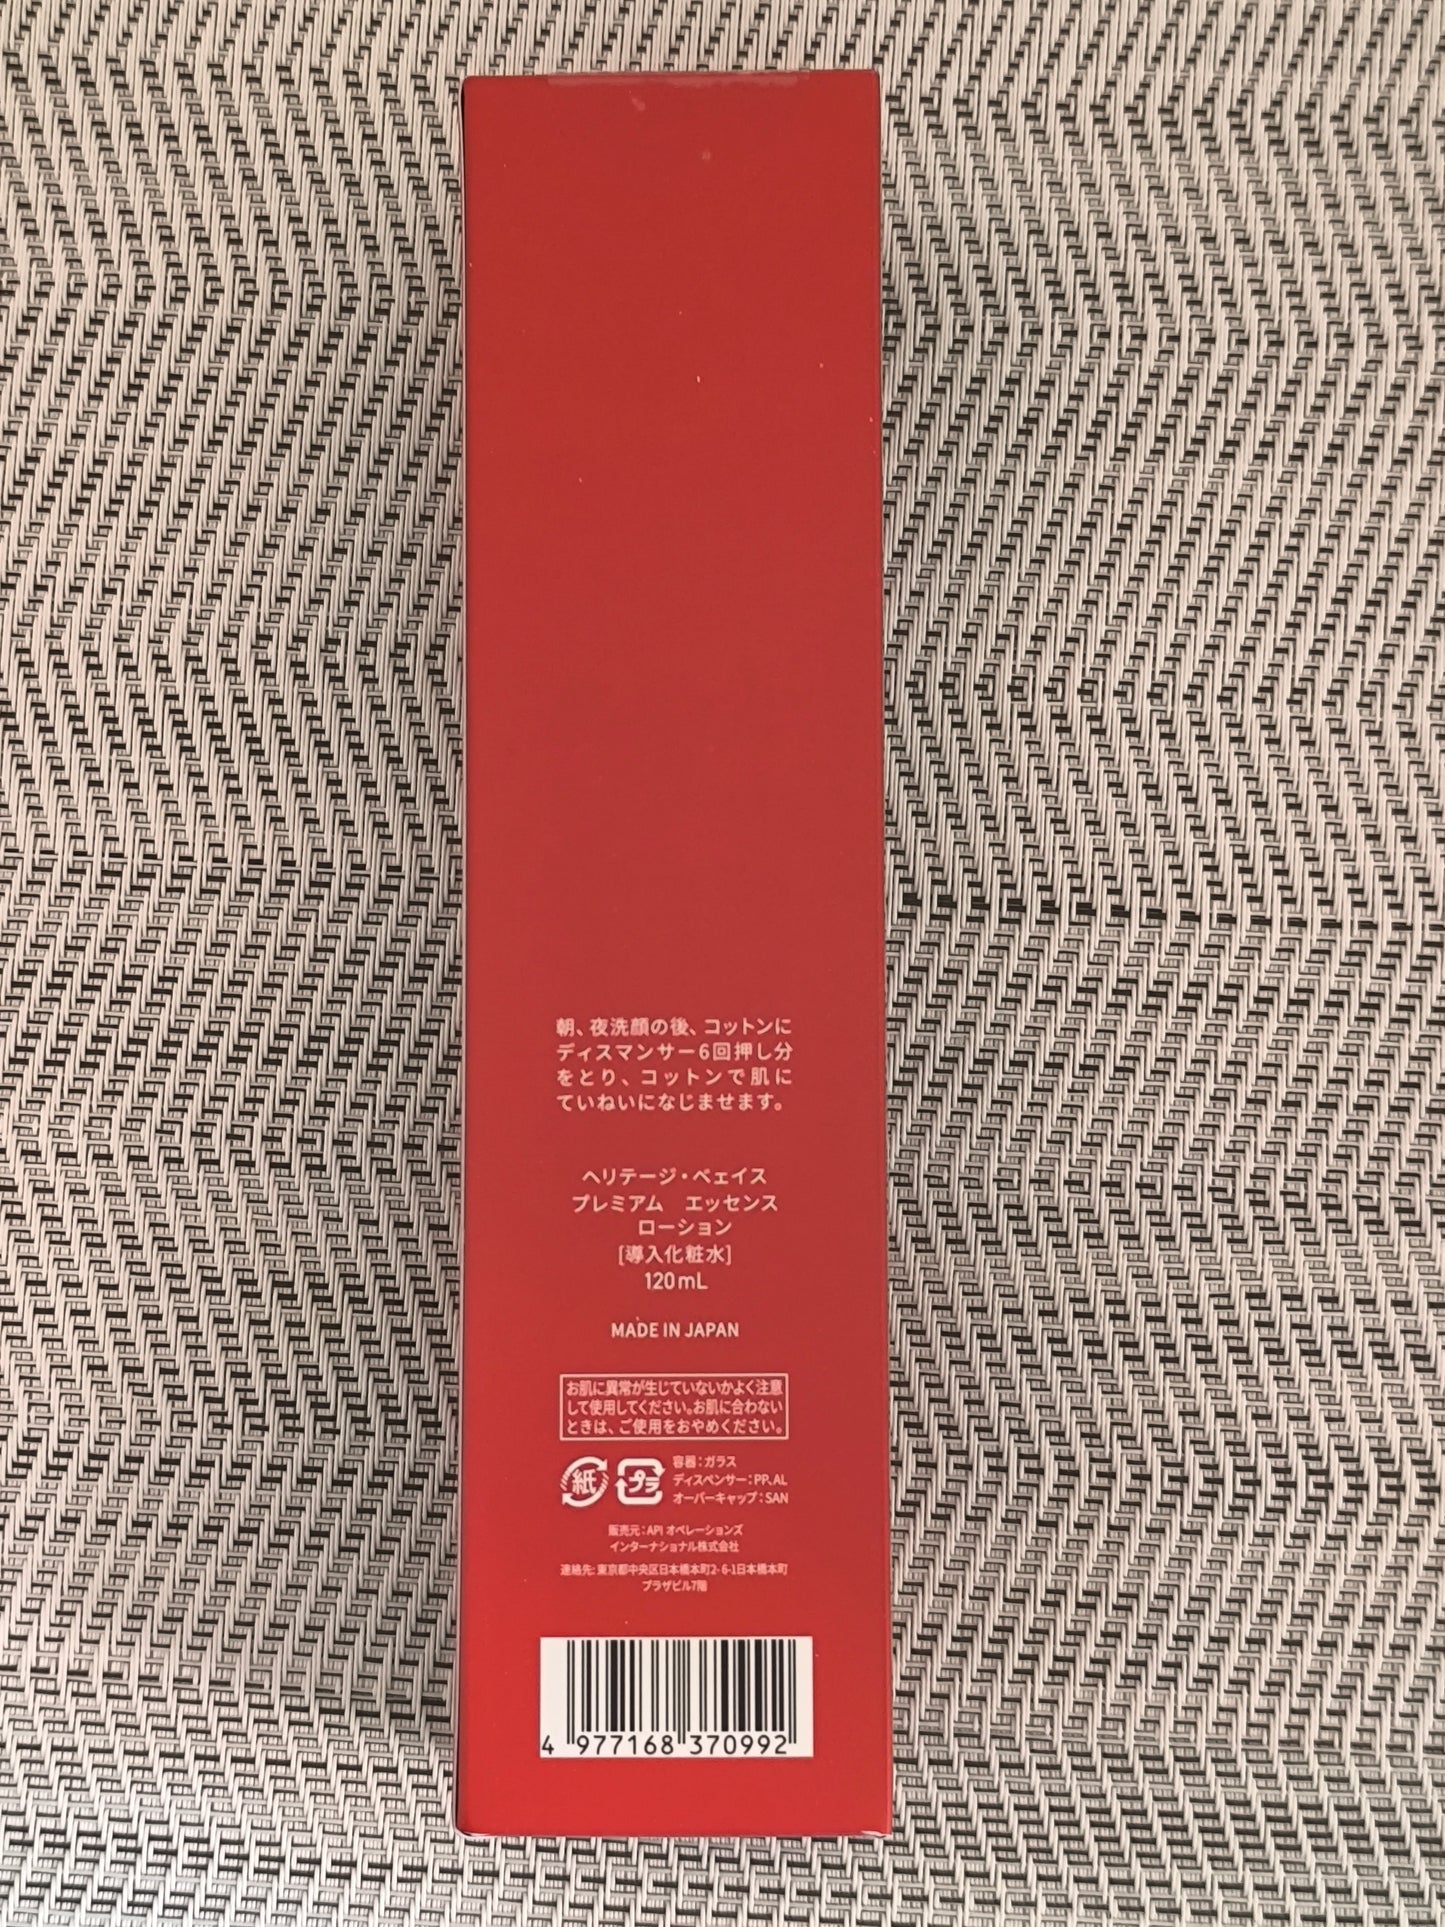 朝、夜洗顔の後、コットンに
ディスマンサー6回押し分
をとり、コットンで肌に
ていねいになじませます。
ヘリテージ・ベェイス
プレミアム　エッセンス
ローション
[導入化粧水]
120mL
MADE IN JAPAN
お肌に異常が生じていないかよく注意
して使用してください。お肌に合わない
ときは、ご使用をおやめください。
紙
プラ
容器：ガラス
ディスペンサー：PP、AL
オーバーキャップ：SAN
販売元：API オペレーションズ
インターナショナル株式会社
連絡先: 東京都中央区日本橋本町2- 6-1日本橋本町
プラザビル7階
4 977168 370992